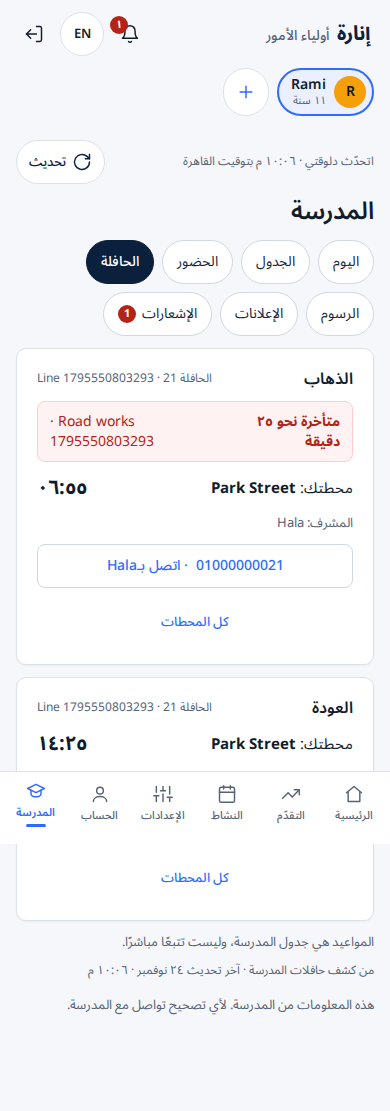 إنارة أولياء الأمور
١
EN
R
Rami
١١ سنة
اتحدّث دلوقتي · ١٠:٠٦ م بتوقيت القاهرة
تحديث
المدرسة
اليوم
الجدول
الحضور
الحافلة
الرسوم
الإعلانات
الإشعارات 1
الذهاب
الحافلة 21 · Line 1795550803293
متأخرة نحو ٢٥ دقيقة
Road works · 1795550803293
محطتك: Park Street
٠٦:٥٥
المشرف: Hala
اتصل بـHala · 01000000021
كل المحطات
العودة
الحافلة 21 · Line 1795550803293
محطتك: Park Street
١٤:٢٥
الرئيسية
التقدّم
النشاط
الإعدادات
الحساب
المدرسة
كل المحطات
المواعيد هي جدول المدرسة، وليست تتبعًا مباشرًا.
من كشف حافلات المدرسة · آخر تحديث ٢٤ نوفمبر · ١٠:٠٦ م
هذه المعلومات من المدرسة. لأي تصحيح تواصل مع المدرسة.